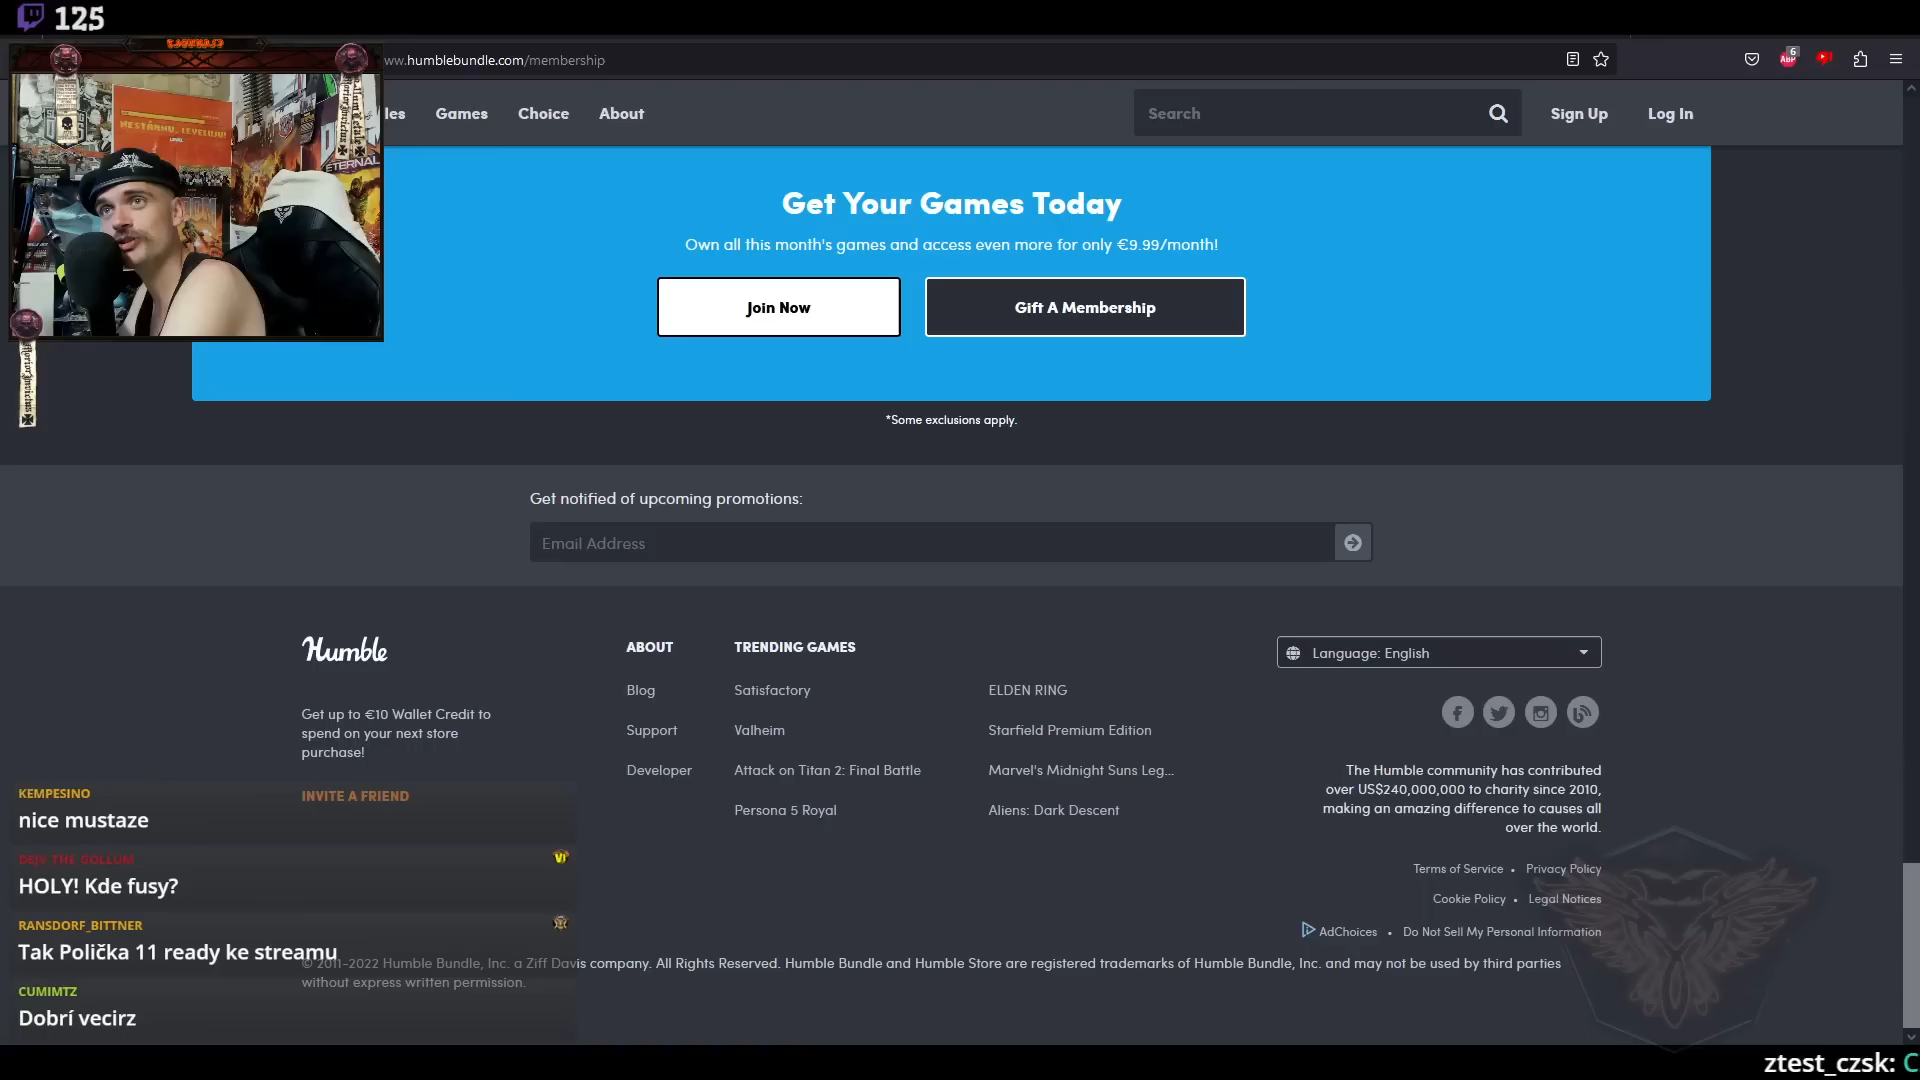 125
www.humblebundle.com/membership
6
ABP
les
Games
Choice
About
Search
Sign Up
Log In
NESTÁRNU, LEVELUJU!
ETERNAL
Get Your Games Today
Own all this month's games and access even more for only €9.99/month!
Join Now
Gift A Membership
*Some exclusions apply.
Get notified of upcoming promotions:
Email Address
Humble
Get up to €10 Wallet Credit to
spend on your next store
purchase!
INVITE A FRIEND
ABOUT
Blog
Support
Developer
TRENDING GAMES
Satisfactory
Valheim
Attack on Titan 2: Final Battle
Persona 5 Royal
ELDEN RING
Starfield Premium Edition
Marvel's Midnight Suns Leg...
Aliens: Dark Descent
Language: English
The Humble community has contributed
over US$240,000,000 to charity since 2010,
making an amazing difference to causes all
over the world.
Terms of Service • Privacy Policy
Cookie Policy • Legal Notices
AdChoices • Do Not Sell My Personal Information
© 2011-2022 Humble Bundle, Inc. a Ziff Davis company. All Rights Reserved. Humble Bundle and Humble Store are registered trademarks of Humble Bundle, Inc. and may not be used by third parties
without express written permission.
KEMPESINO
nice mustaze
DEJV_THE_GOLLUM
HOLY! Kde fusy?
RANSDORF_BITTNER
Tak Polička 11 ready ke streamu
CUMIMTZ
Dobrí vecirz
ztest_czsk: C